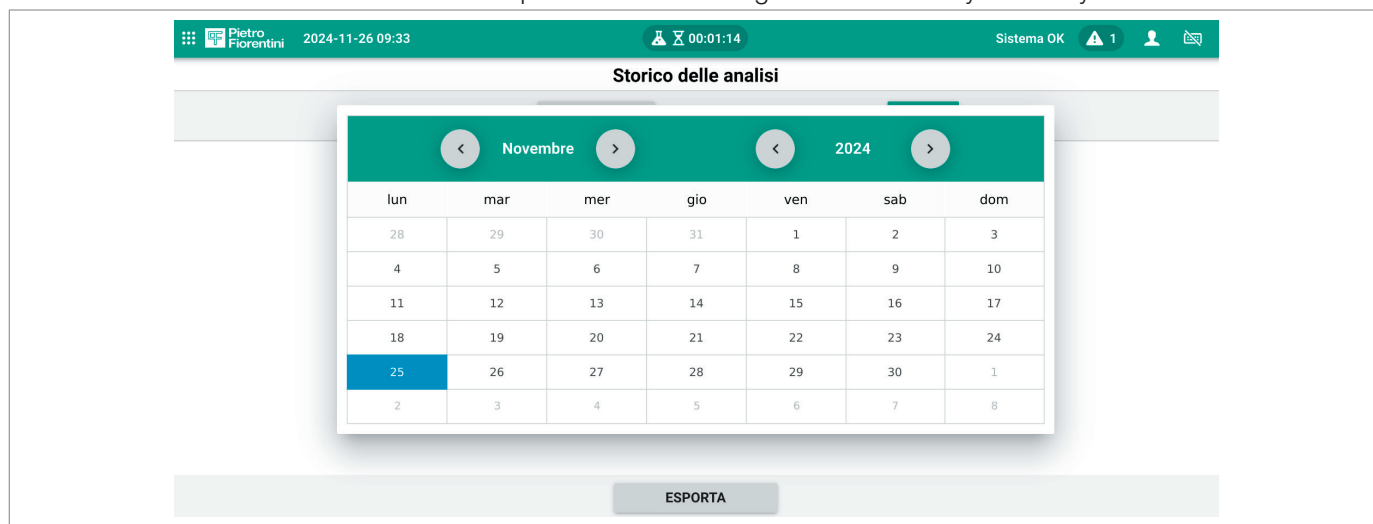 Pietro
Fiorentini
2024-11-26 09:33
00:01:14
Sistema OK
1
Storico delle analisi
Novembre
2024
lun mar mer gio ven sab dom
28 29 30 31 1 2 3
4 5 6 7 8 9 10
11 12 13 14 15 16 17
18 19 20 21 22 23 24
25 26 27 28 29 30 1
2 3 4 5 6 7 8
ESPORTA